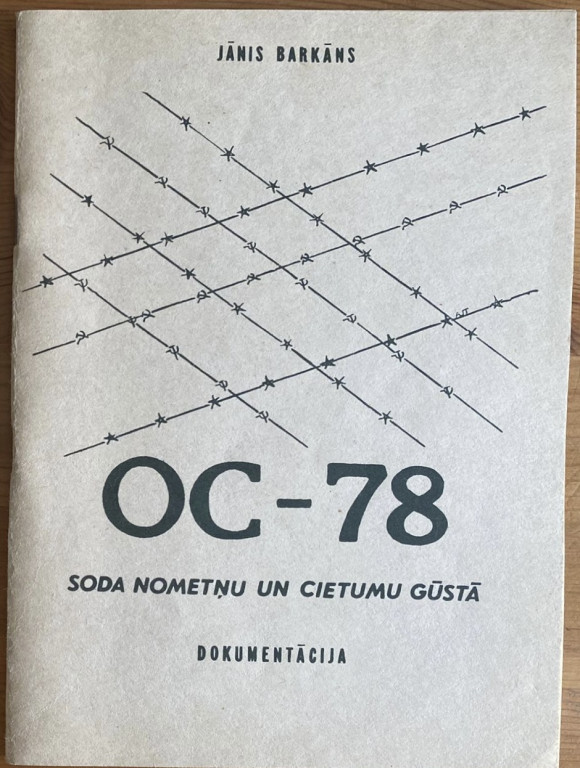 JĀNIS BARKĀNS
OC-78
SODA NOMETŅU UN CIETUMU GŪSTĀ
DOKUMENTĀCIJA